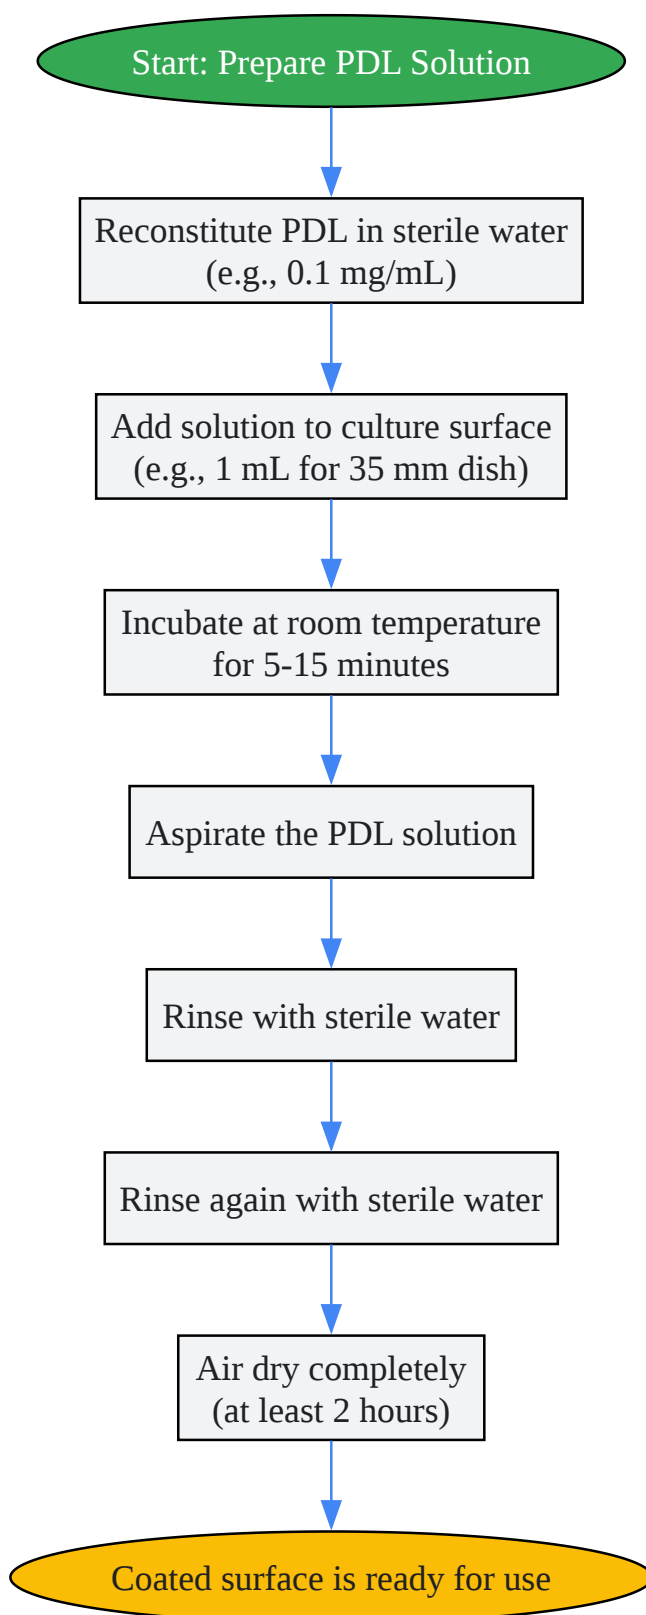 Start: Prepare PDL Solution
Reconstitute PDL in sterile water
(e.g., 0.1 mg/mL)
Add solution to culture surface
(e.g., 1 mL for 35 mm dish)
Incubate at room temperature
for 5-15 minutes
Aspirate the PDL solution
Rinse with sterile water
Rinse again with sterile water
Air dry completely
(at least 2 hours)
Coated surface is ready for use